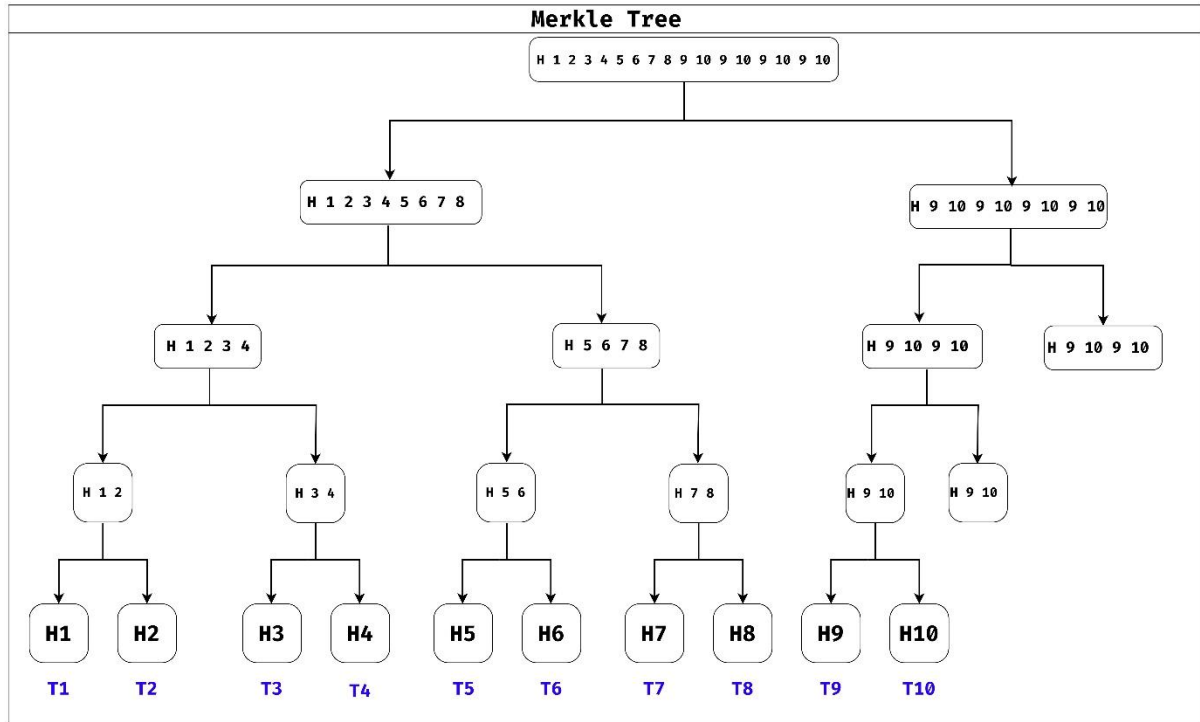 Merkle Tree
H 1 2 3 4 5 6 7 8 9 10 9 10 9 10 9 10
H 1 2 3 4 5 6 7 8
H 9 10 9 10 9 10 9 10
H 1 2 3 4
H 5 6 7 8
H 9 10 9 10
H 9 10 9 10
H 1 2
H 3 4
H 5 6
H 7 8
H 9 10
H 9 10
H1
H2
H3
H4
H5
H6
H7
H8
H9
H10
T1
T2
T3
T4
T5
T6
T7
T8
T9
T10